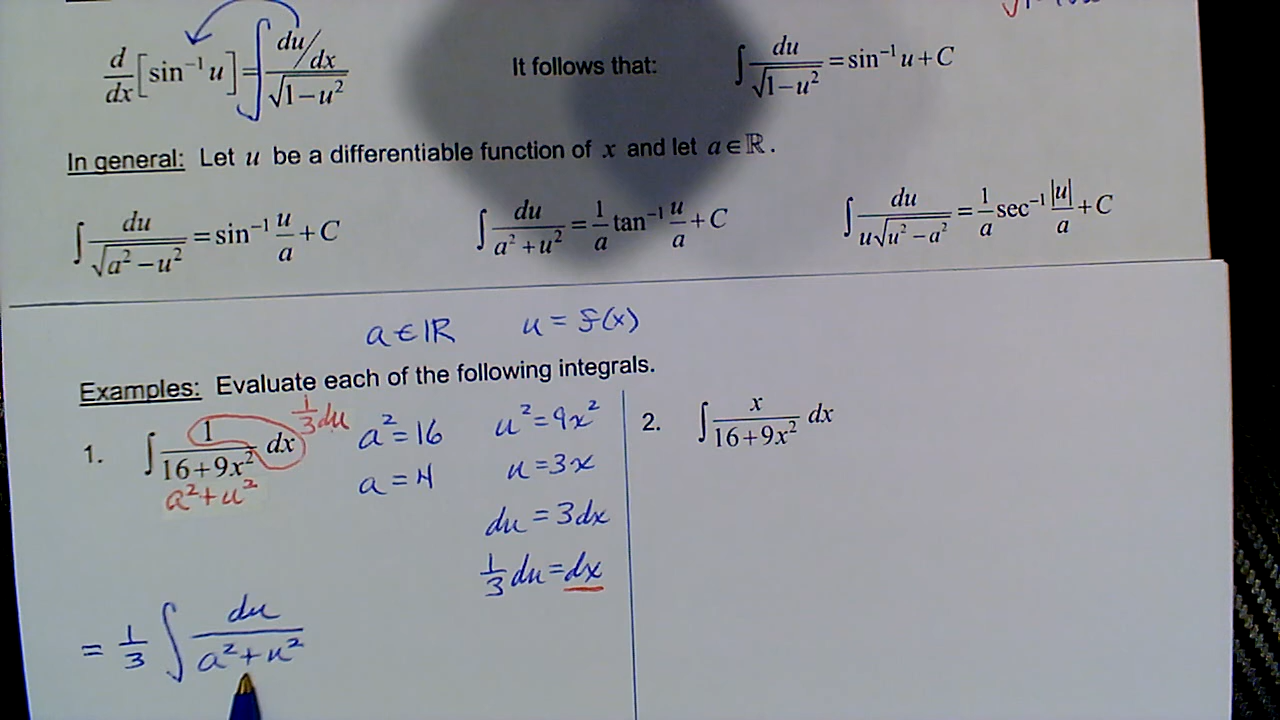 d/dx [sin⁻¹ u] = ∫ du/dx / √1−u² It follows that: ∫ du/√1−u² = sin⁻¹ u + C
In general: Let u be a differentiable function of x and let a ∈ ℝ.
∫ du/√a²−u² = sin⁻¹ u/a + C ∫ du/a²+u² = 1/a tan⁻¹ u/a + C ∫ du/u√u²−a² = 1/a sec⁻¹ |u|/a + C
a ∈ ℝ u = f(x)
Examples: Evaluate each of the following integrals.
1. ∫ 1/16+9x² dx 1/3 du a² = 16 u² = 9x² 2. ∫ x/16+9x² dx
a²+u² a = 4 u = 3x
du = 3dx
1/3 du = dx
= 1/3 ∫ du/a²+u²